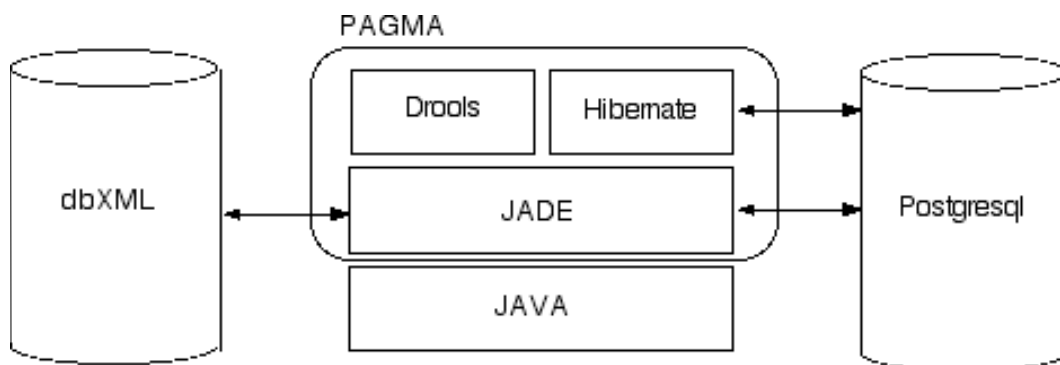 PAGMA
Drools
Hibernate
dbXML
JADE
Postgresql
JAVA